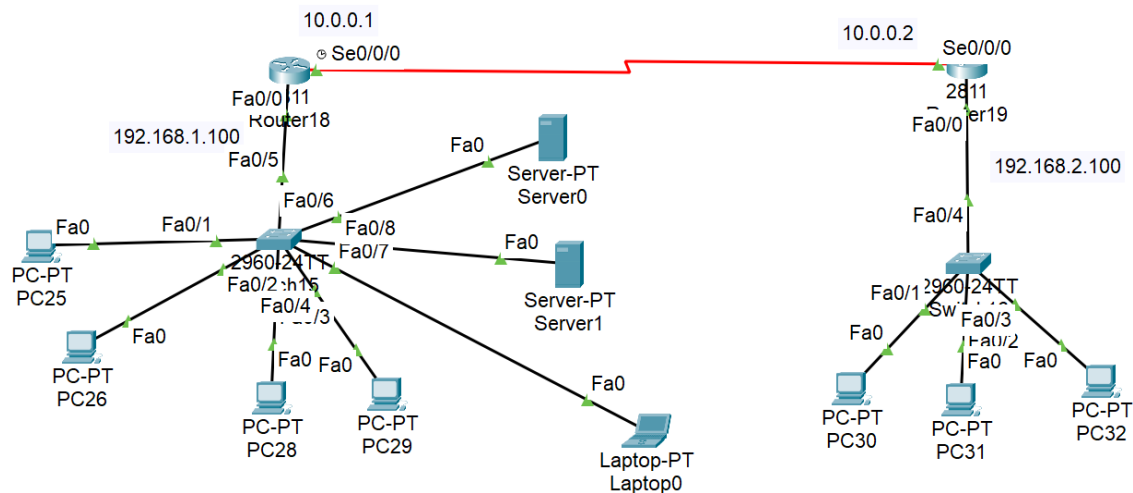 10.0.0.1
Se0/0/0
10.0.0.2
Se0/0/0
Fa0/0
Router18
2811
Fa0/0
192.168.1.100
Fa0/5
Fa0
Server-PT
Server0
192.168.2.100
Fa0/6
Fa0/8
Fa0/7
Fa0
Server-PT
Server1
Fa0/4
Fa0
Fa0/1
PC-PT
PC25
2960-24TT
Fa0/2
Fa0/4
Fa0
PC-PT
PC26
Fa0
PC-PT
PC28
Fa0
PC-PT
PC29
Fa0
Laptop-PT
Laptop0
2960-24TT
Fa0/1
Fa0/3
Fa0/2
Fa0
PC-PT
PC30
Fa0
PC-PT
PC31
Fa0
PC-PT
PC32